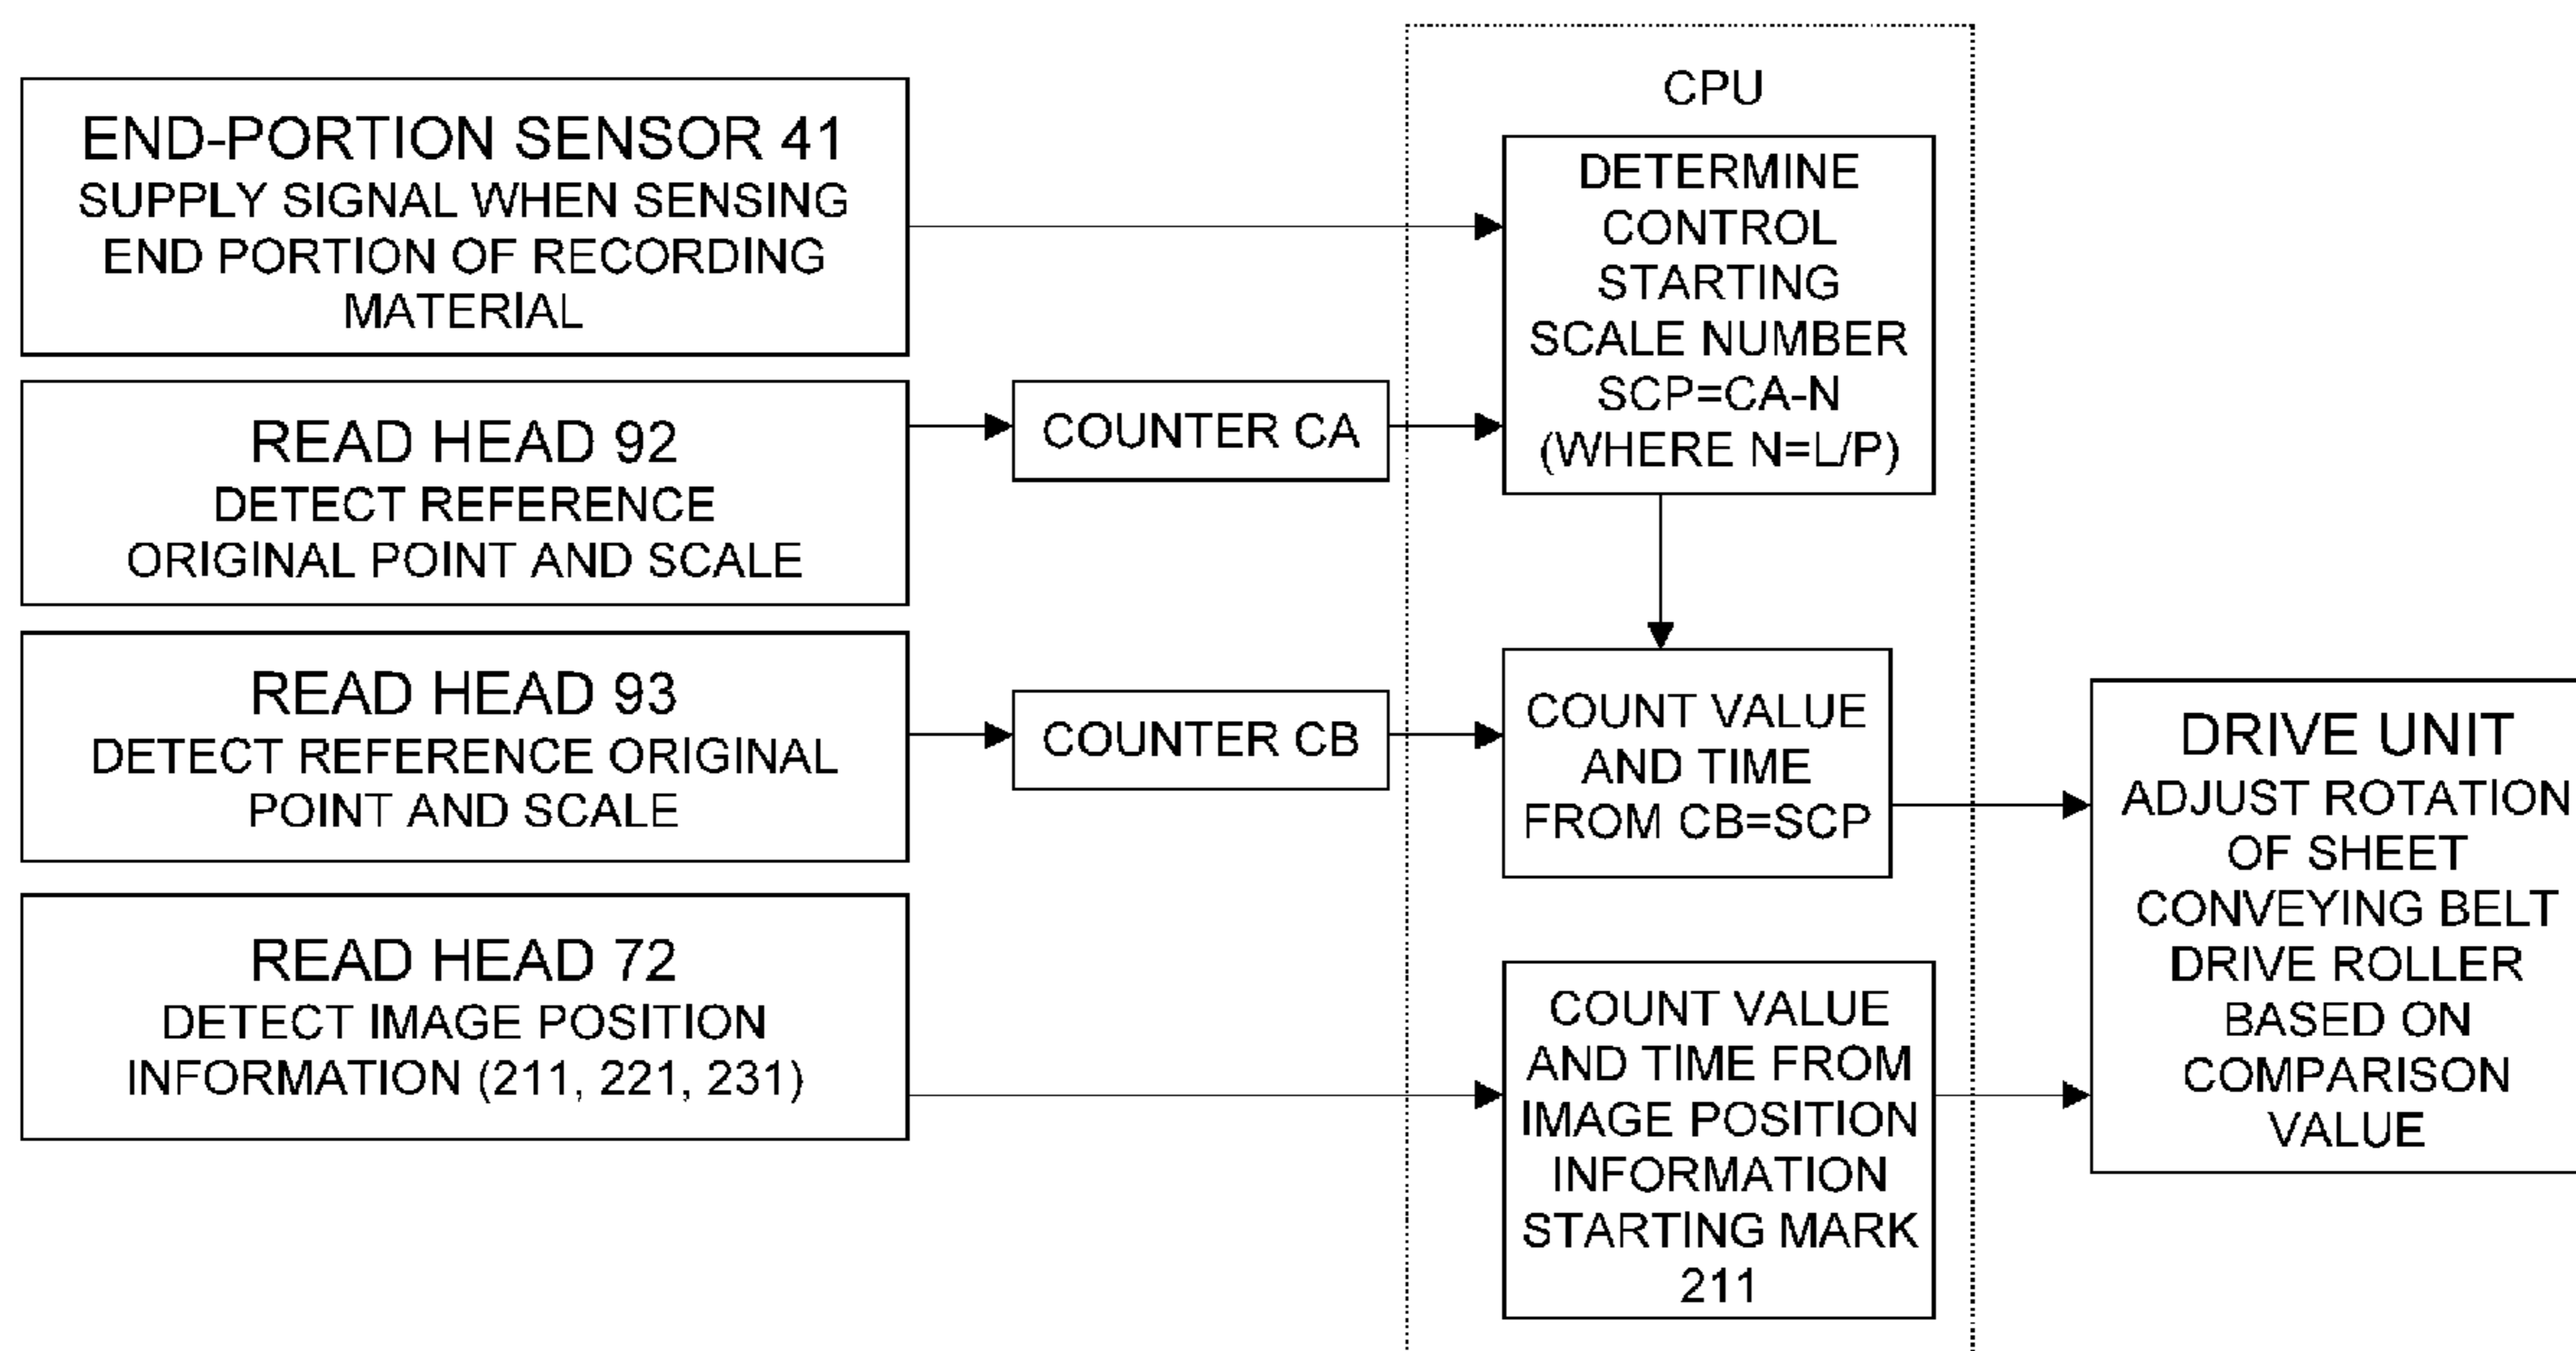 END-PORTION SENSOR 41
SUPPLY SIGNAL WHEN SENSING
END PORTION OF RECORDING
MATERIAL
READ HEAD 92
DETECT REFERENCE
ORIGINAL POINT AND SCALE
READ HEAD 93
DETECT REFERENCE ORIGINAL
POINT AND SCALE
READ HEAD 72
DETECT IMAGE POSITION
INFORMATION (211, 221, 231)
COUNTER CA
COUNTER CB
CPU
DETERMINE
CONTROL
STARTING
SCALE NUMBER
SCP=CA-N
(WHERE N=L/P)
COUNT VALUE
AND TIME
FROM CB=SCP
COUNT VALUE
AND TIME FROM
IMAGE POSITION
INFORMATION
STARTING MARK
211
DRIVE UNIT
ADJUST ROTATION
OF SHEET
CONVEYING BELT
DRIVE ROLLER
BASED ON
COMPARISON
VALUE